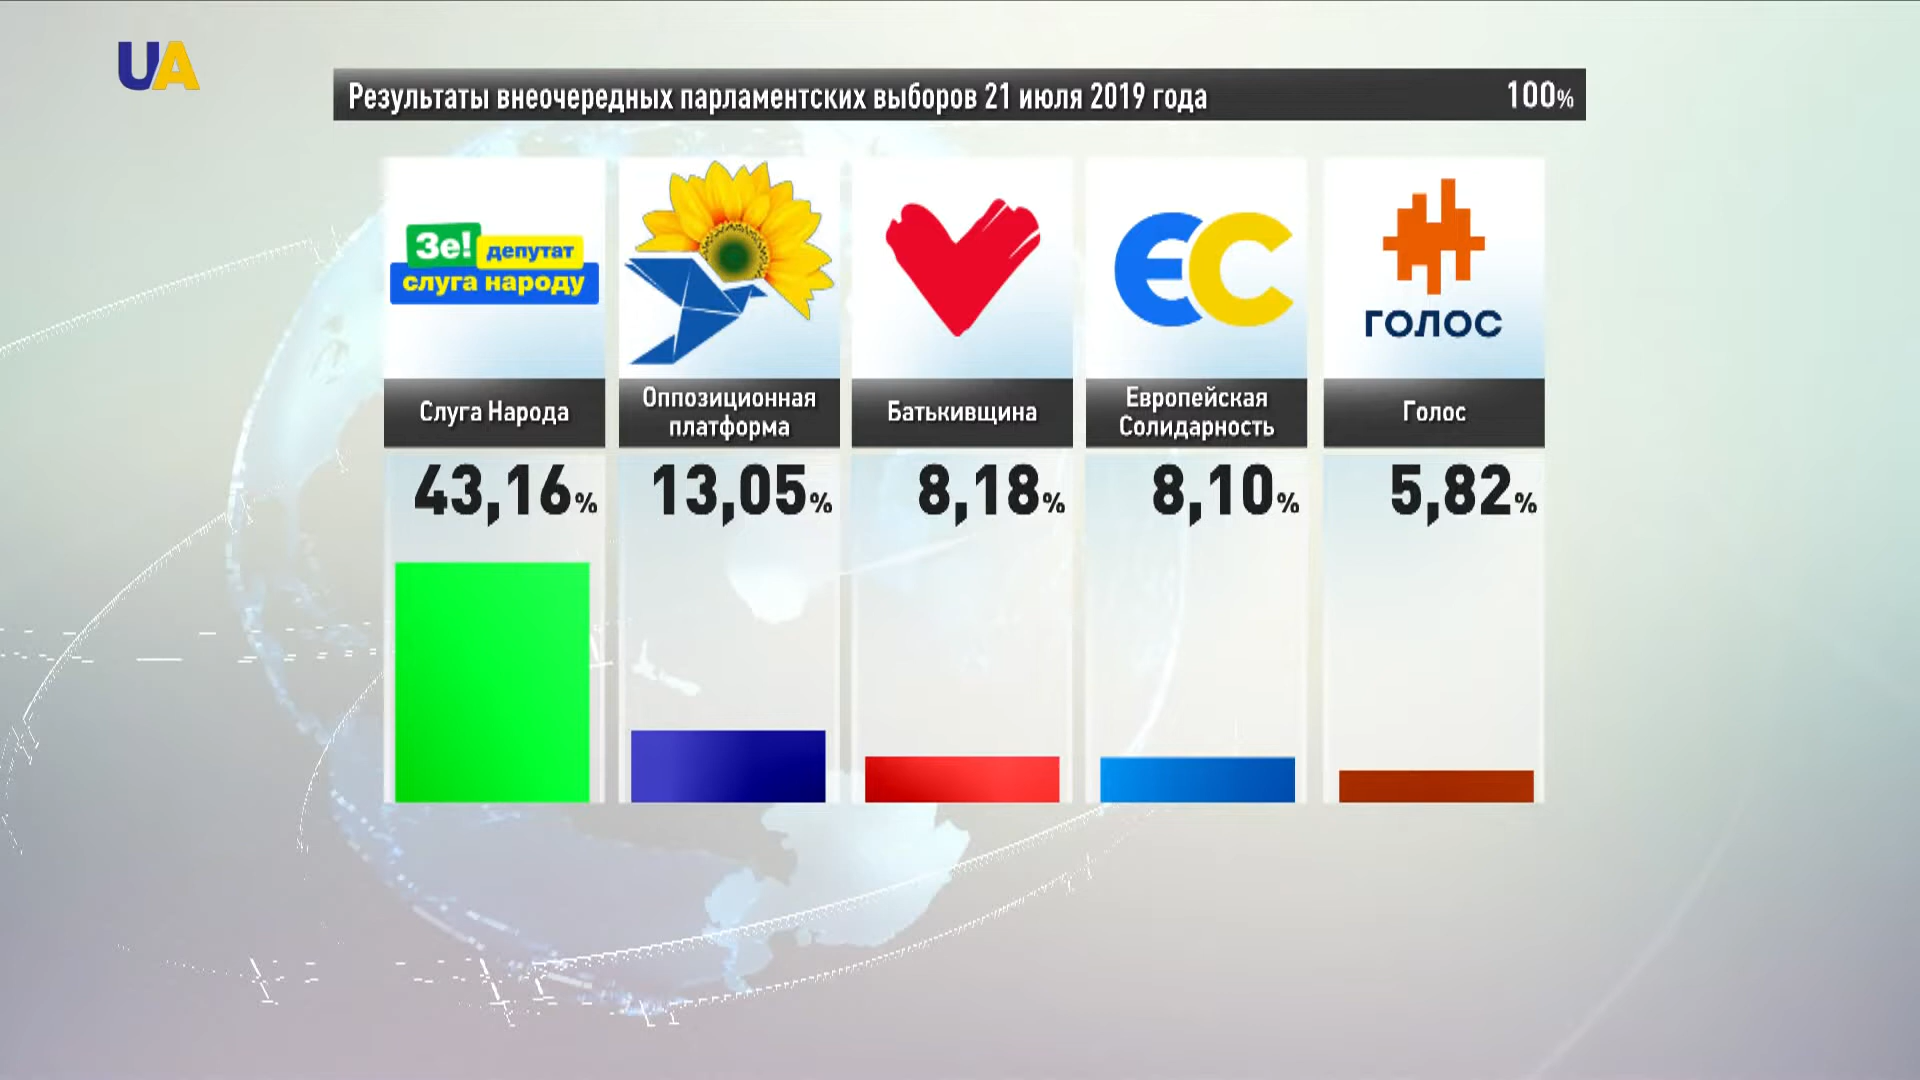 UA
Результаты внеочередных парламентских выборов 21 июля 2019 года 100%
Зе! депутат
слуга народу
ЄС
ГОЛОС
Слуга Народа
Оппозиционная
платформа
Батькивщина
Европейская
Солидарность
Голос
43,16% 13,05% 8,18% 8,10% 5,82%